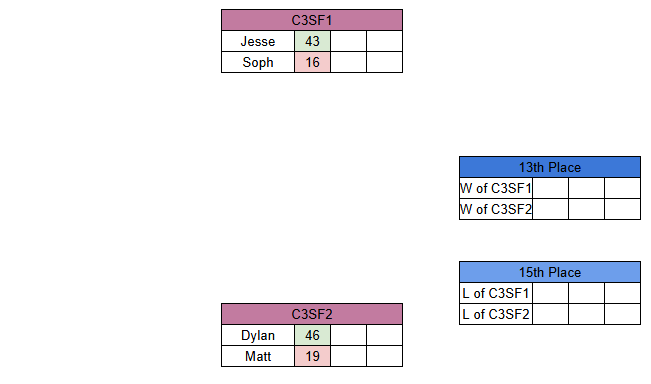 C3SF1
Jesse 43
Soph 16
13th Place
W of C3SF1
W of C3SF2
15th Place
L of C3SF1
L of C3SF2
C3SF2
Dylan 46
Matt 19